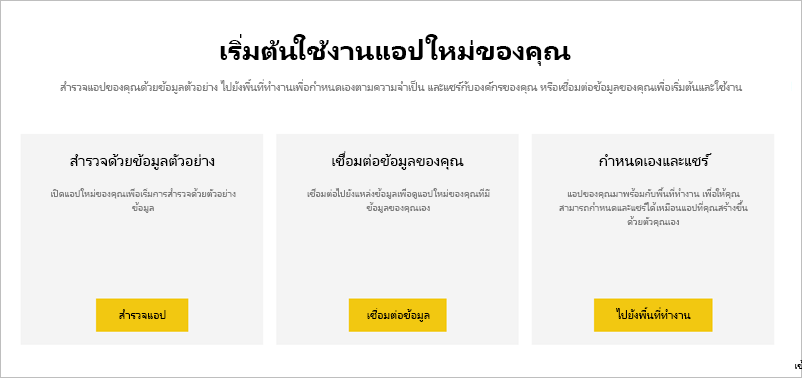 เริ่มต้นใช้งานแอปใหม่ของคุณ
สำรวจแอปของคุณด้วยข้อมูลตัวอย่าง ไปยังพื้นที่ทำงานเพื่อกำหนดเองตามความจำเป็น และแชร์กับองค์กรของคุณ หรือเชื่อมต่อข้อมูลของคุณเพื่อเริ่มต้นและใช้งาน
สำรวจด้วยข้อมูลตัวอย่าง
เปิดแอปใหม่ของคุณเพื่อเริ่มการสำรวจด้วยตัวอย่าง
ข้อมูล
สำรวจแอป
เชื่อมต่อข้อมูลของคุณ
เชื่อมต่อไปยังแหล่งข้อมูลเพื่อดูแอปใหม่ของคุณที่มี
ข้อมูลของคุณเอง
เชื่อมต่อข้อมูล
กำหนดเองและแชร์
แอปของคุณมาพร้อมกับพื้นที่ทำงาน เพื่อให้คุณ
สามารถกำหนดและแชร์ได้เหมือนแอปที่คุณสร้างขึ้น
ด้วยตัวคุณเอง
ไปยังพื้นที่ทำงาน